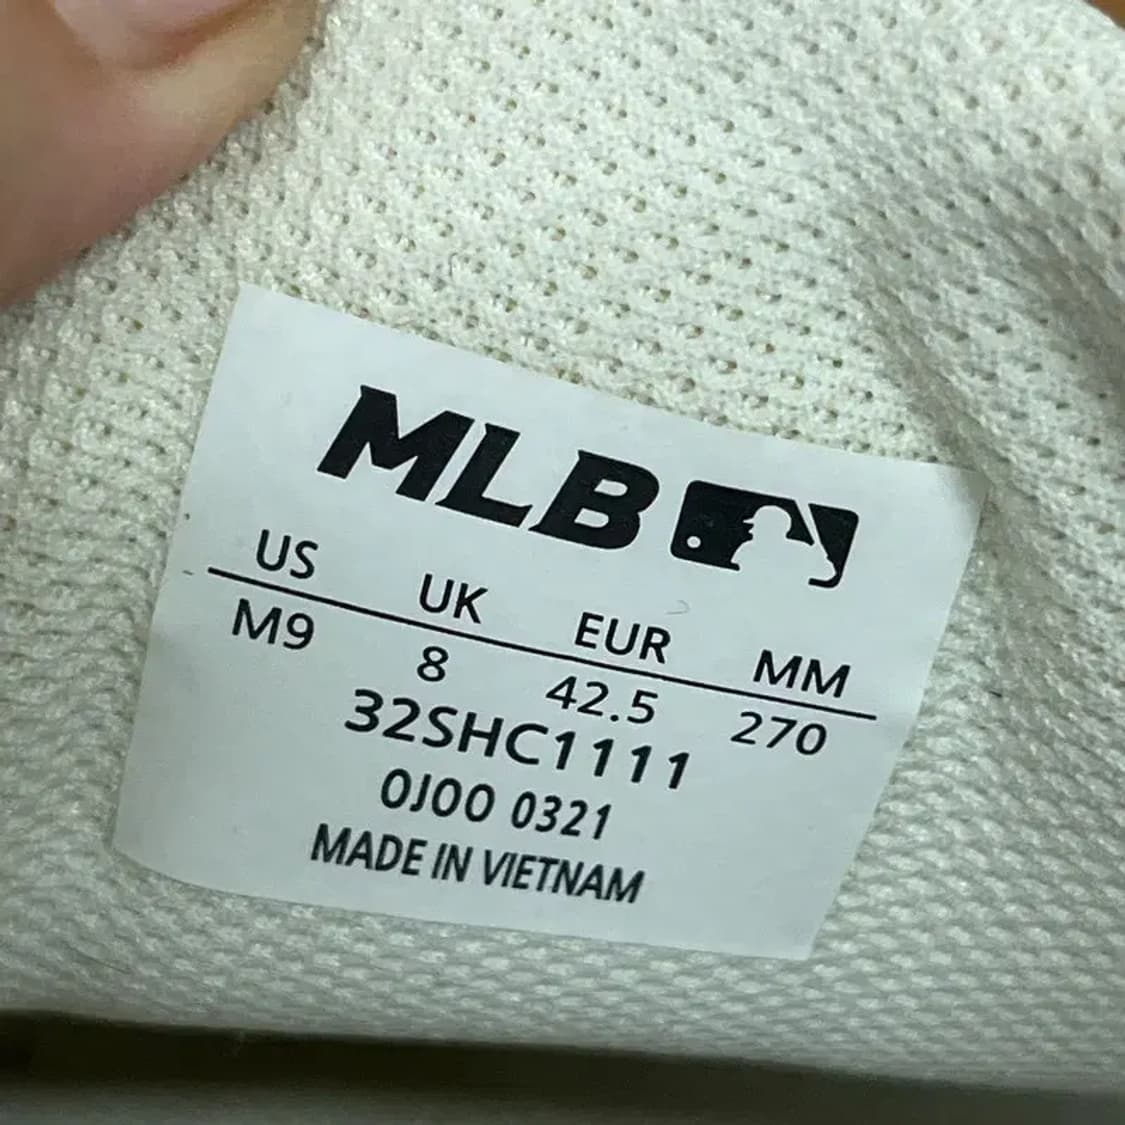 MLB
US UK EUR MM
M9 8 42.5 270
32SHC1111
0J00 0321
MADE IN VIETNAM